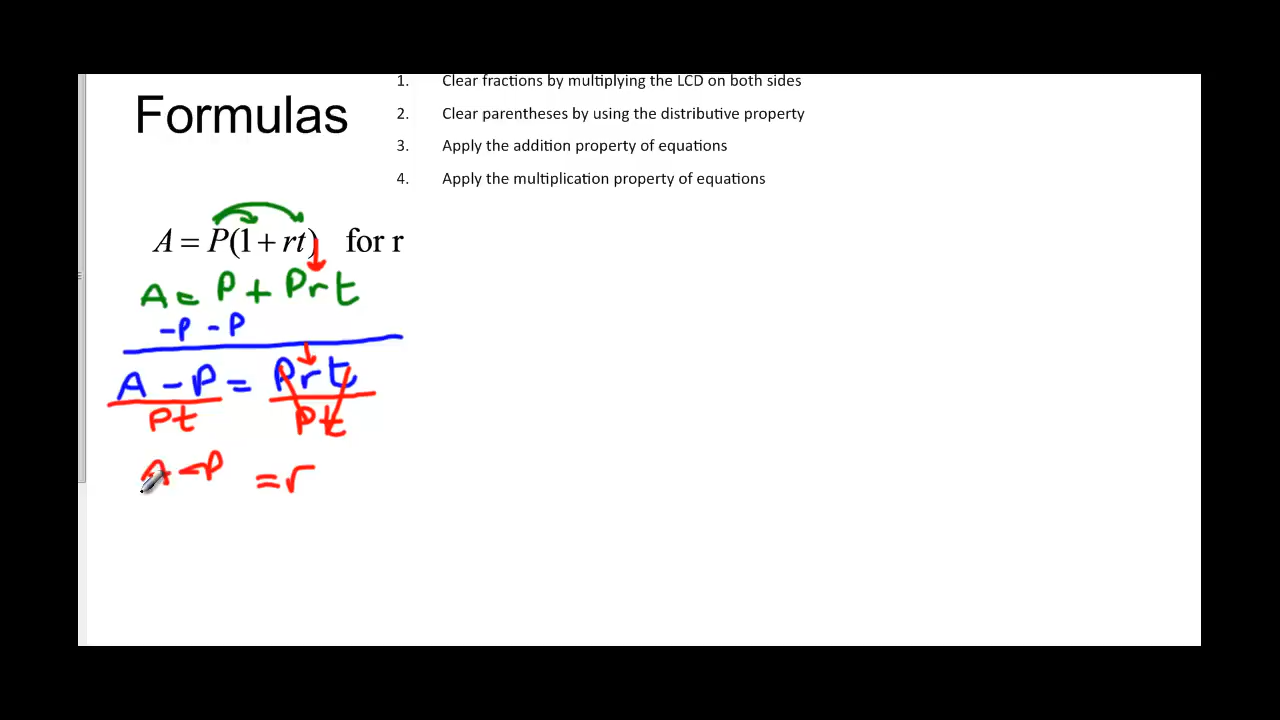 1. Clear fractions by multiplying the LCD on both sides
Formulas
2. Clear parentheses by using the distributive property
3. Apply the addition property of equations
4. Apply the multiplication property of equations
A = P(1 + rt) for r
A = P + Prt
-P -P
A - P = Prt
Pt Pt
A - P = r